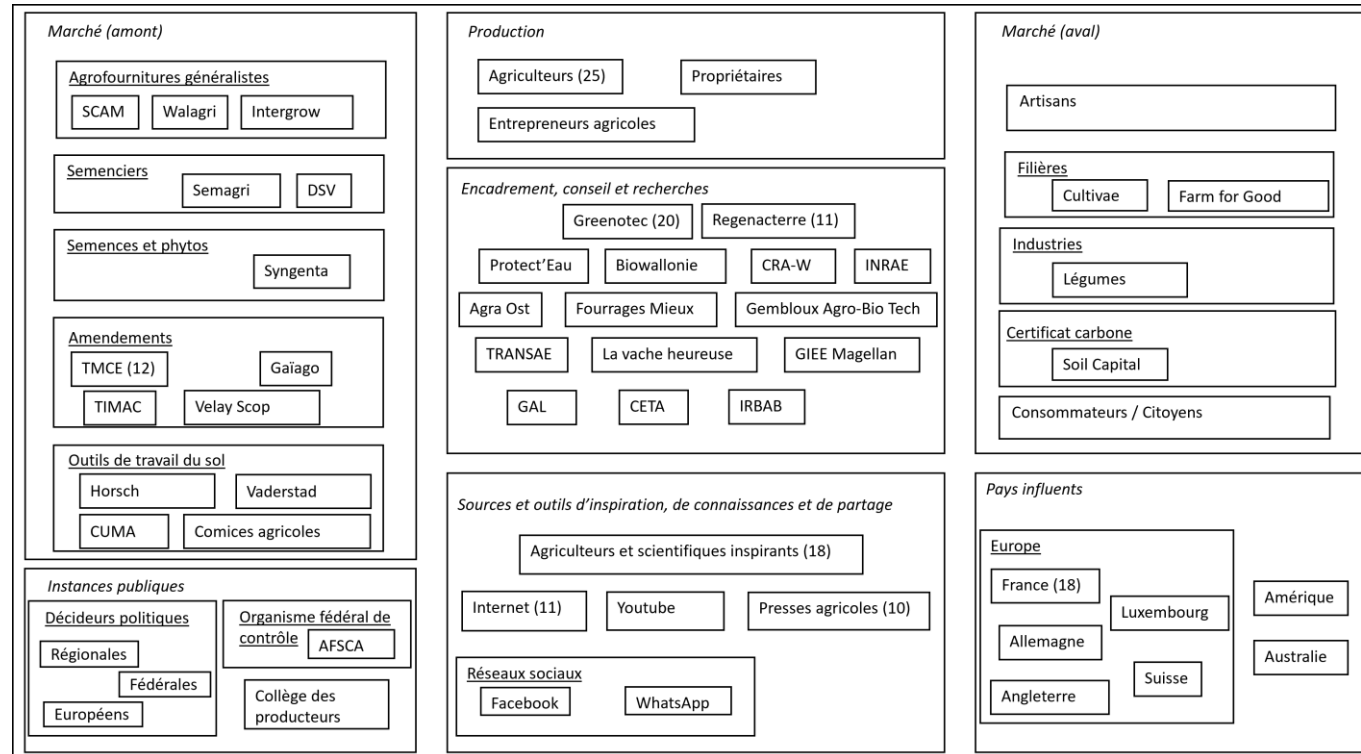 Marché (amont)
Agrofournitures généralistes
SCAM
Walagri
Intergrow
Semenciers
Semagri
DSV
Semences et phytos
Syngenta
Amendements
TMCE (12)
Gaïago
TIMAC
Velay Scop
Outils de travail du sol
Horsch
Vaderstad
CUMA
Comices agricoles
Instances publiques
Décideurs politiques
Régionales
Fédérales
Européens
Organisme fédéral de
contrôle
AFSCA
Collège des
producteurs
Production
Agriculteurs (25)
Propriétaires
Entrepreneurs agricoles
Encadrement, conseil et recherches
Greenotec (20)
Regenacterre (11)
Protect’Eau
Biowallonie
CRA-W
INRAE
Agra Ost
Fourrages Mieux
Gembloux Agro-Bio Tech
TRANSAE
La vache heureuse
GIEE Magellan
GAL
CETA
IRBAB
Sources et outils d’inspiration, de connaissances et de partage
Agriculteurs et scientifiques inspirants (18)
Internet (11)
Youtube
Presses agricoles (10)
Réseaux sociaux
Facebook
WhatsApp
Marché (aval)
Artisans
Filières
Cultivae
Farm for Good
Industries
Légumes
Certificat carbone
Soil Capital
Consommateurs / Citoyens
Pays influents
Europe
France (18)
Luxembourg
Allemagne
Suisse
Angleterre
Amérique
Australie